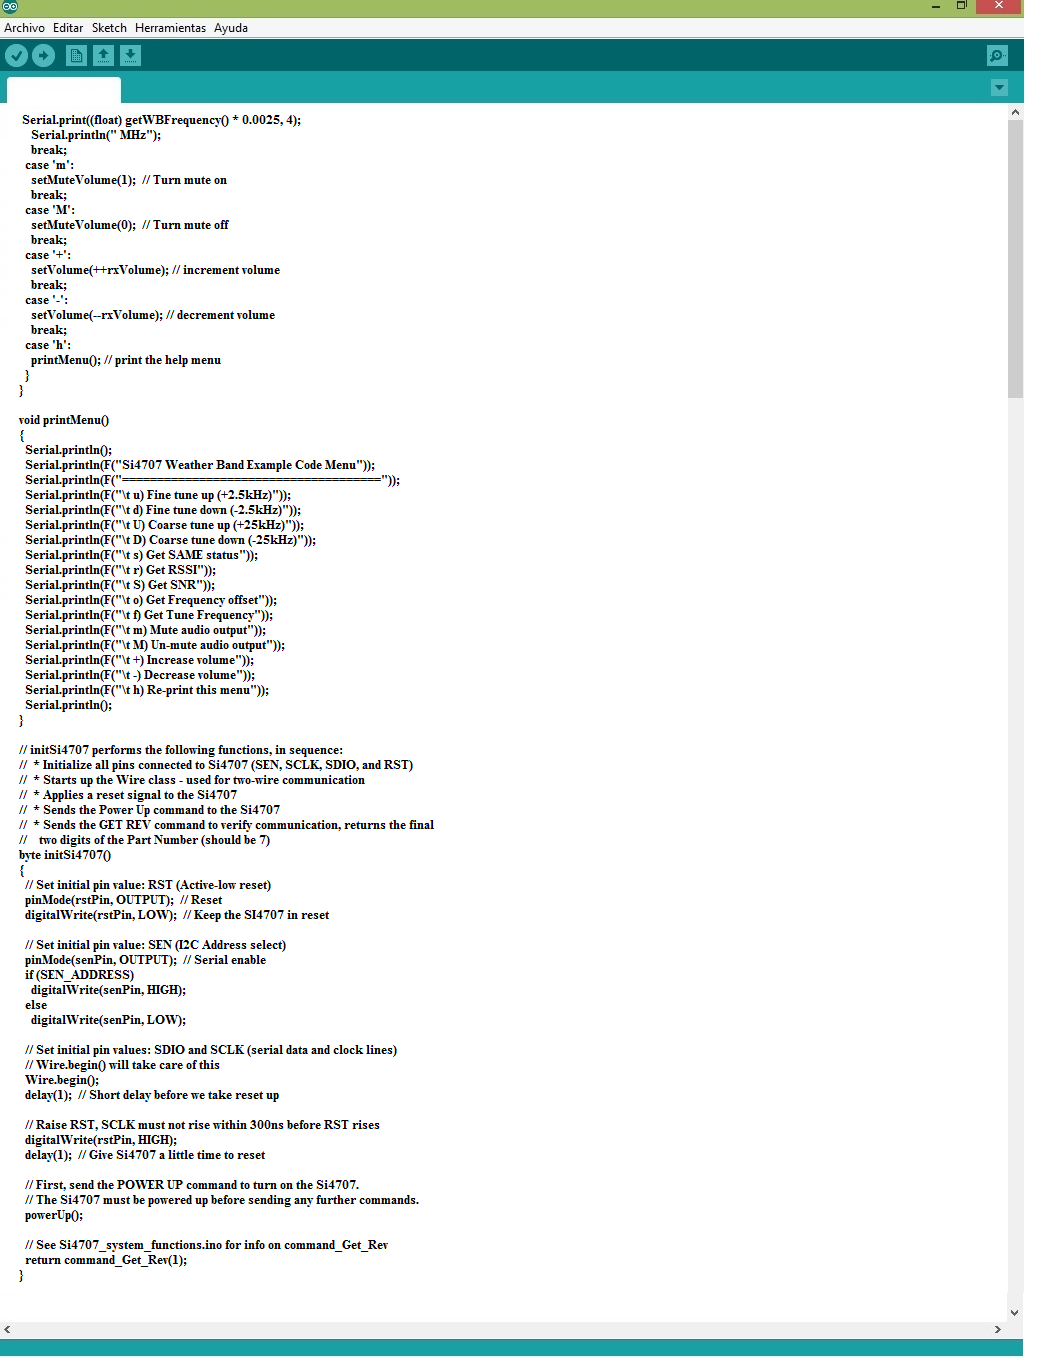 Archivo Editar Sketch Herramientas Ayuda
Serial.print((float) getWBFrequency() * 0.0025, 4);
Serial.println(" MHz");
break;
case 'm':
setMuteVolume(1);  // Turn mute on
break;
case 'M':
setMuteVolume(0);  // Turn mute off
break;
case '+':
setVolume(++rxVolume); // increment volume
break;
case '-':
setVolume(--rxVolume); // decrement volume
break;
case 'h':
printMenu(); // print the help menu
}
}
void printMenu()
{
Serial.println();
Serial.println(F("Si4707 Weather Band Example Code Menu"));
Serial.println(F("====================================="));
Serial.println(F("\t u) Fine tune up (+2.5kHz)"));
Serial.println(F("\t d) Fine tune down (-2.5kHz)"));
Serial.println(F("\t U) Coarse tune up (+25kHz)"));
Serial.println(F("\t D) Coarse tune down (-25kHz)"));
Serial.println(F("\t s) Get SAME status"));
Serial.println(F("\t r) Get RSSI"));
Serial.println(F("\t S) Get SNR"));
Serial.println(F("\t o) Get Frequency offset"));
Serial.println(F("\t f) Get Tune Frequency"));
Serial.println(F("\t m) Mute audio output"));
Serial.println(F("\t M) Un-mute audio output"));
Serial.println(F("\t +) Increase volume"));
Serial.println(F("\t -) Decrease volume"));
Serial.println(F("\t h) Re-print this menu"));
Serial.println();
}
// initSi4707 performs the following functions, in sequence:
//  * Initialize all pins connected to Si4707 (SEN, SCLK, SDIO, and RST)
//  * Starts up the Wire class - used for two-wire communication
//  * Applies a reset signal to the Si4707
//  * Sends the Power Up command to the Si4707
//  * Sends the GET REV command to verify communication, returns the final
//    two digits of the Part Number (should be 7)
byte initSi4707()
{
// Set initial pin value: RST (Active-low reset)
pinMode(rstPin, OUTPUT);  // Reset
digitalWrite(rstPin, LOW);  // Keep the SI4707 in reset
// Set initial pin value: SEN (I2C Address select)
pinMode(senPin, OUTPUT);  // Serial enable
if (SEN_ADDRESS)
digitalWrite(senPin, HIGH);
else
digitalWrite(senPin, LOW);
// Set initial pin values: SDIO and SCLK (serial data and clock lines)
// Wire.begin() will take care of this
Wire.begin();
delay(1);  // Short delay before we take reset up
// Raise RST, SCLK must not rise within 300ns before RST rises
digitalWrite(rstPin, HIGH);
delay(1);  // Give Si4707 a little time to reset
// First, send the POWER UP command to turn on the Si4707.
// The Si4707 must be powered up before sending any further commands.
powerUp();
// See Si4707_system_functions.ino for info on command_Get_Rev
return command_Get_Rev(1);
}